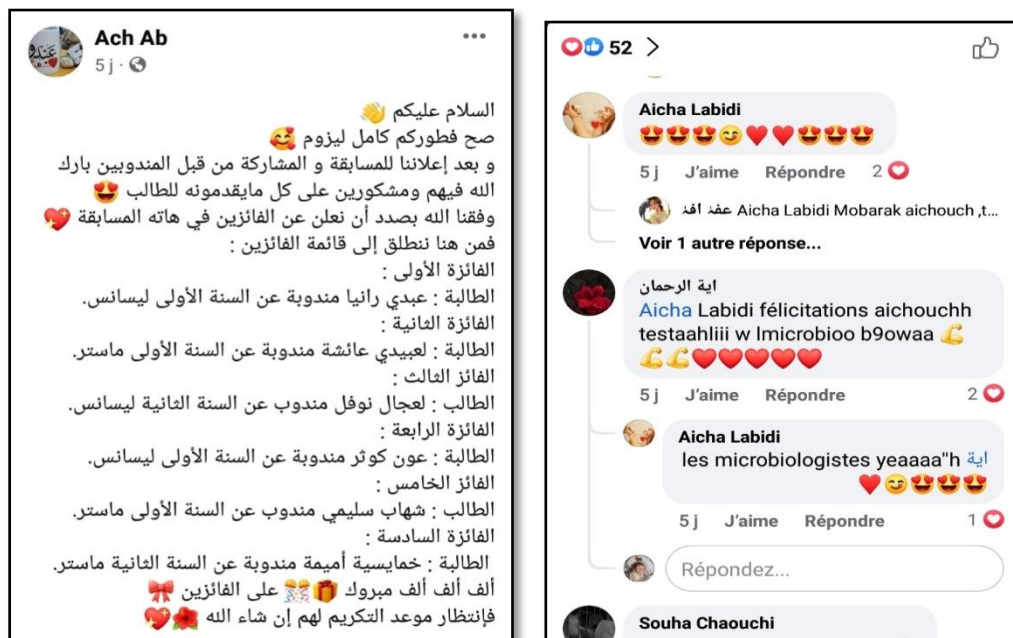 Ach Ab
5 j
السلام عليكم 👋
صح فطوركم كامل ليزوم 🥰
و بعد إعلاننا للمسابقة و المشاركة من قبل المندوبين بارك
الله فيهم ومشكورين على كل مايقدمونه للطالب 😍
وفقنا الله بصدد أن نعلن عن الفائزين في هاته المسابقة 💖
فمن هنا ننطلق إلى قائمة الفائزين :
الفائزة الأولى :
الطالبة : عبدي رانيا مندوبة عن السنة الأولى ليسانس.
الفائزة الثانية :
الطالبة : لعبيدي عائشة مندوبة عن السنة الأولى ماستر.
الفائز الثالث :
الطالب : لعجال نوفل مندوب عن السنة الثانية ليسانس.
الفائزة الرابعة :
الطالبة : عون كوثر مندوبة عن السنة الأولى ليسانس.
الفائز الخامس :
الطالب : شهاب سليمي مندوب عن السنة الأولى ماستر.
الفائزة السادسة :
الطالبة : خمايسية أميمة مندوبة عن السنة الثانية ماستر.
ألف ألف ألف مبروك 🎁🎊 على الفائزين 🎀
فإنتظار موعد التكريم لهم إن شاء الله 🌺💖
52
Aicha Labidi
😍😍😍😋♥️♥️😍😍😍
5 j J'aime Répondre 2
Aicha Labidi Mobarak aichouch ,t...
Voir 1 autre réponse...
اية الرحمان
Aicha Labidi félicitations aichouchh
testaahliii w lmicrobioo b9owaa 💪
💪💪❤️❤️❤️❤️❤️
5 j J'aime Répondre 2
Aicha Labidi
اية les microbiologistes yeaaaa"h
♥️😋😍😍😍
5 j J'aime Répondre 1
Répondez...
Souha Chaouchi